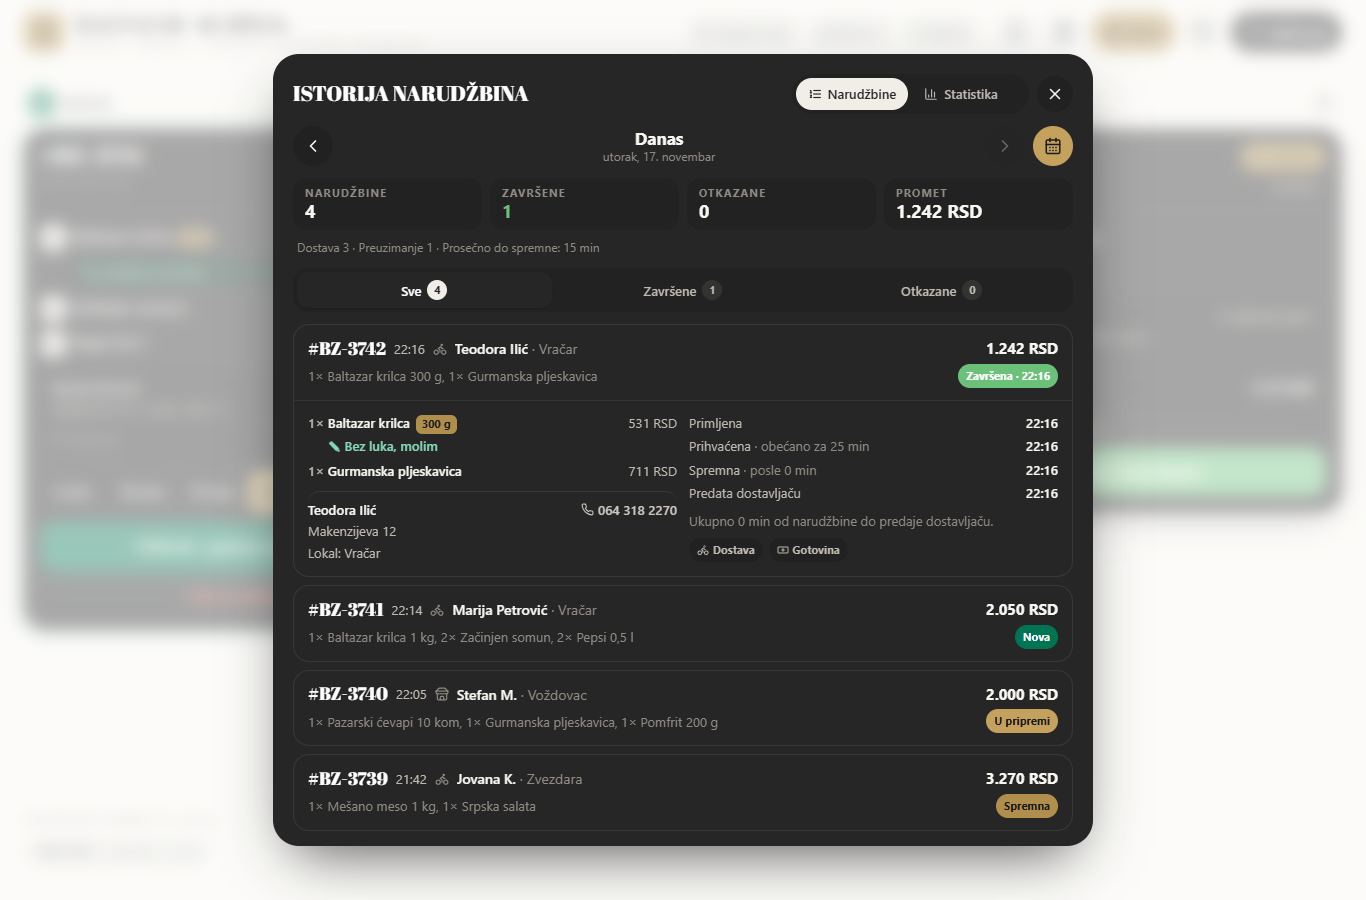 ISTORIJA NARUDŽBINA
Narudžbine
Statistika
Danas
utorak, 17. novembar
NARUDŽBINE
4
ZAVRŠENE
1
OTKAZANE
0
PROMET
1.242 RSD
Dostava 3 · Preuzimanje 1 · Prosečno do spremne: 15 min
Sve 4
Završene 1
Otkazane 0
#BZ-3742 22:16 Teodora Ilić · Vračar 1.242 RSD
1× Baltazar krilca 300 g, 1× Gurmanska pljeskavica Završena · 22:16
1× Baltazar krilca 300 g 531 RSD
Bez luka, molim
1× Gurmanska pljeskavica 711 RSD
Teodora Ilić 064 318 2270
Makenzijeva 12
Lokal: Vračar
Primljena 22:16
Prihvaćena · obećano za 25 min 22:16
Spremna · posle 0 min 22:16
Predata dostavljaču 22:16
Ukupno 0 min od narudžbine do predaje dostavljaču.
Dostava Gotovina
#BZ-3741 22:14 Marija Petrović · Vračar 2.050 RSD
1× Baltazar krilca 1 kg, 2× Začinjen somun, 2× Pepsi 0,5 l Nova
#BZ-3740 22:05 Stefan M. · Voždovac 2.000 RSD
1× Pazarski ćevapi 10 kom, 1× Gurmanska pljeskavica, 1× Pomfrit 200 g U pripremi
#BZ-3739 21:42 Jovana K. · Zvezdara 3.270 RSD
1× Mešano meso 1 kg, 1× Srpska salata Spremna